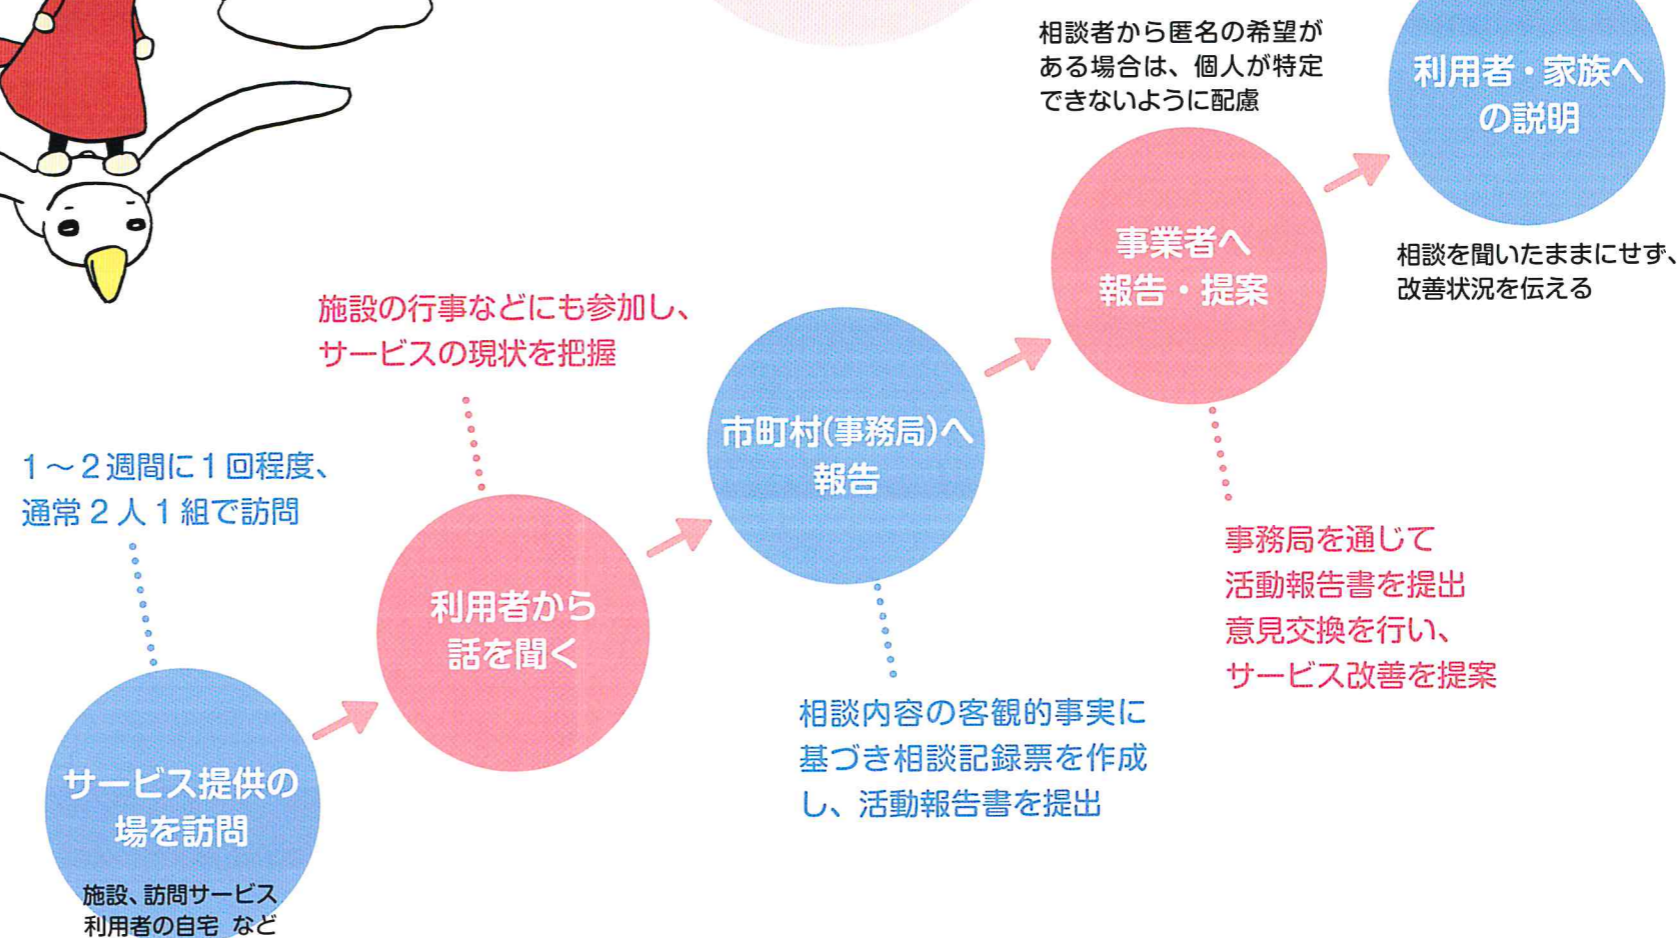 相談者から匿名の希望が
ある場合は、個人が特定
できないように配慮
利用者・家族へ
の説明
相談を聞いたままにせず、
改善状況を伝える
事業者へ
報告・提案
事務局を通じて
活動報告書を提出
意見交換を行い、
サービス改善を提案
市町村(事務局)へ
報告
相談内容の客観的事実に
基づき相談記録票を作成
し、活動報告書を提出
施設の行事などにも参加し、
サービスの現状を把握
利用者から
話を聞く
1～2週間に1回程度、
通常2人1組で訪問
サービス提供の
場を訪問
施設、訪問サービス
利用者の自宅 など